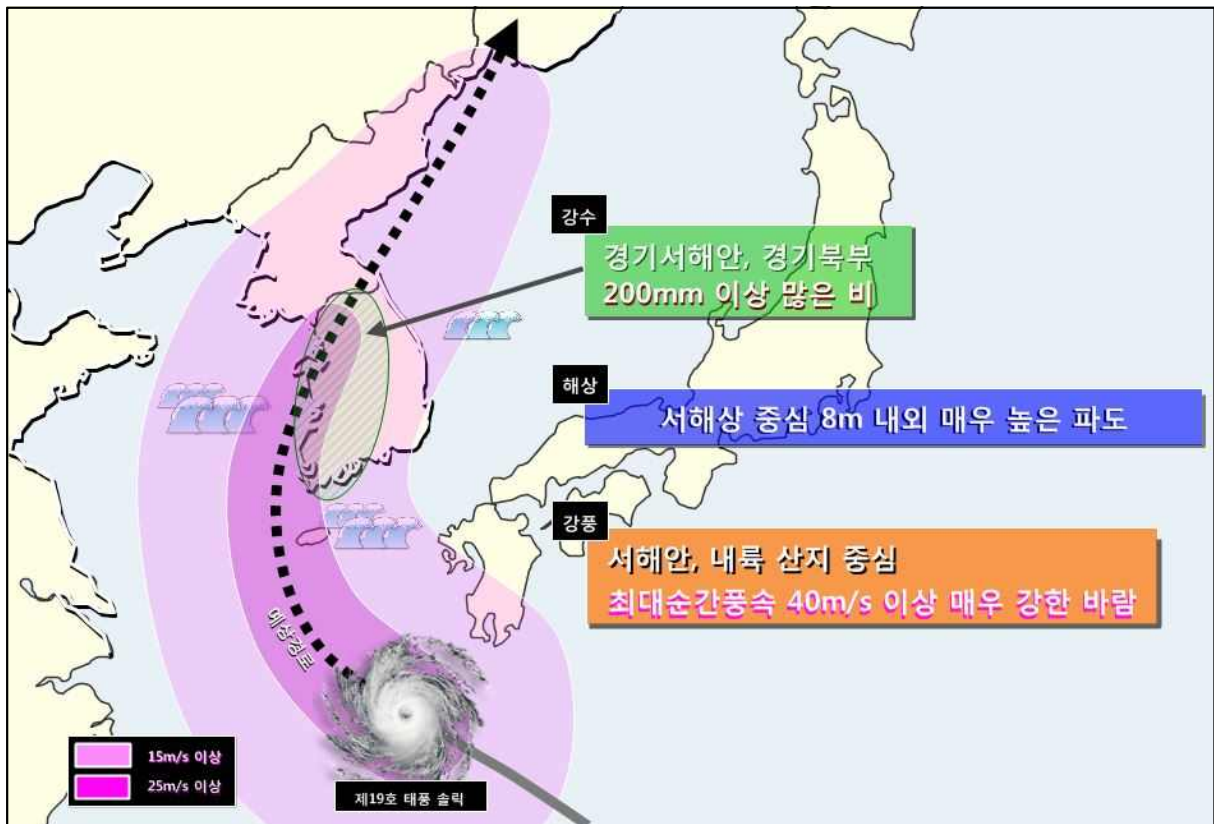 강수
경기서해안, 경기북부
200mm 이상 많은 비
해상
서해상 중심 8m 내외 매우 높은 파도
강풍
서해안, 내륙 산지 중심
최대순간풍속 40m/s 이상 매우 강한 바람
예상경로
15m/s 이상
25m/s 이상
제19호 태풍 솔릭